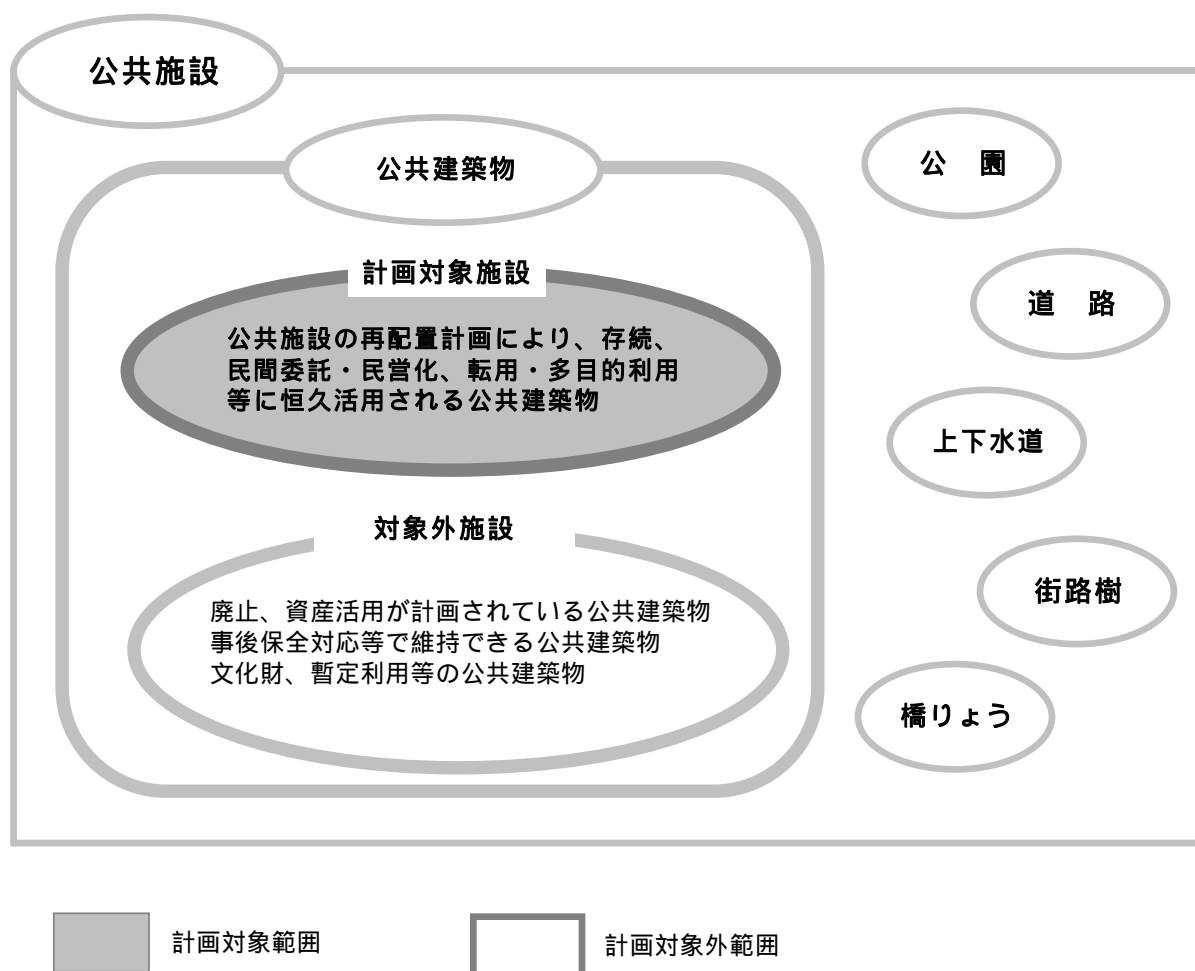 公共施設
公共建築物
計画対象施設
公共施設の再配置計画により、存続、
民間委託・民営化、転用・多目的利用
等に恒久活用される公共建築物
対象外施設
廃止、資産活用が計画されている公共建築物
事後保全対応等で維持できる公共建築物
文化財、暫定利用等の公共建築物
公　園
道　路
上下水道
街路樹
橋りょう
計画対象範囲
計画対象外範囲